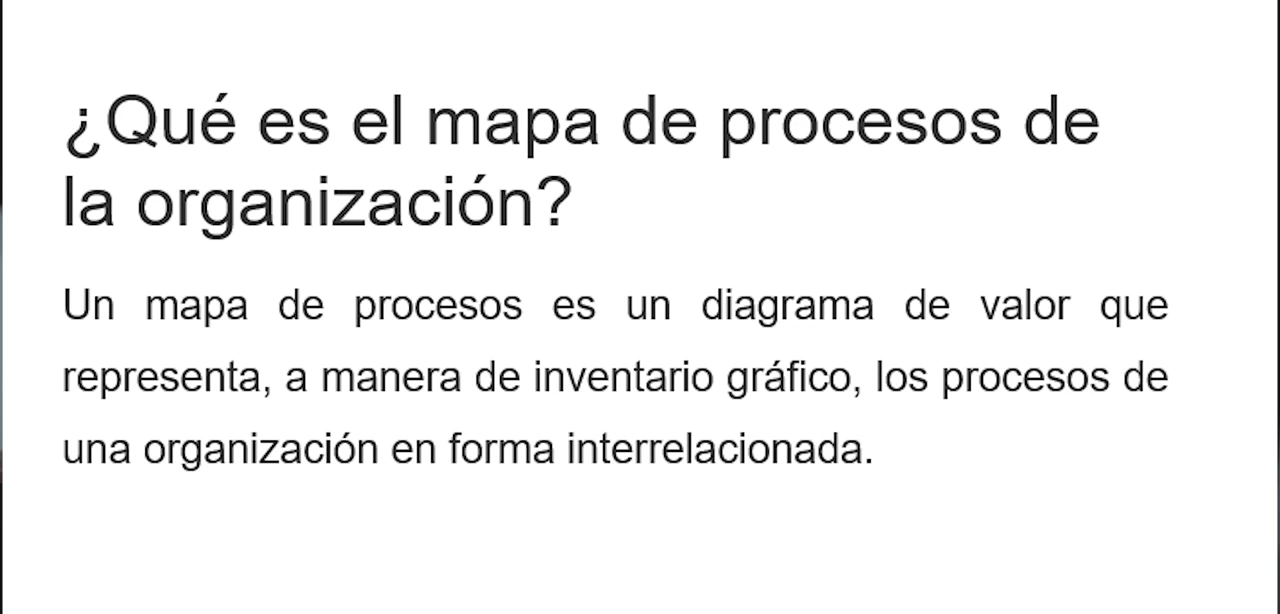 ¿Qué es el mapa de procesos de
la organización?
Un mapa de procesos es un diagrama de valor que
representa, a manera de inventario gráfico, los procesos de
una organización en forma interrelacionada.